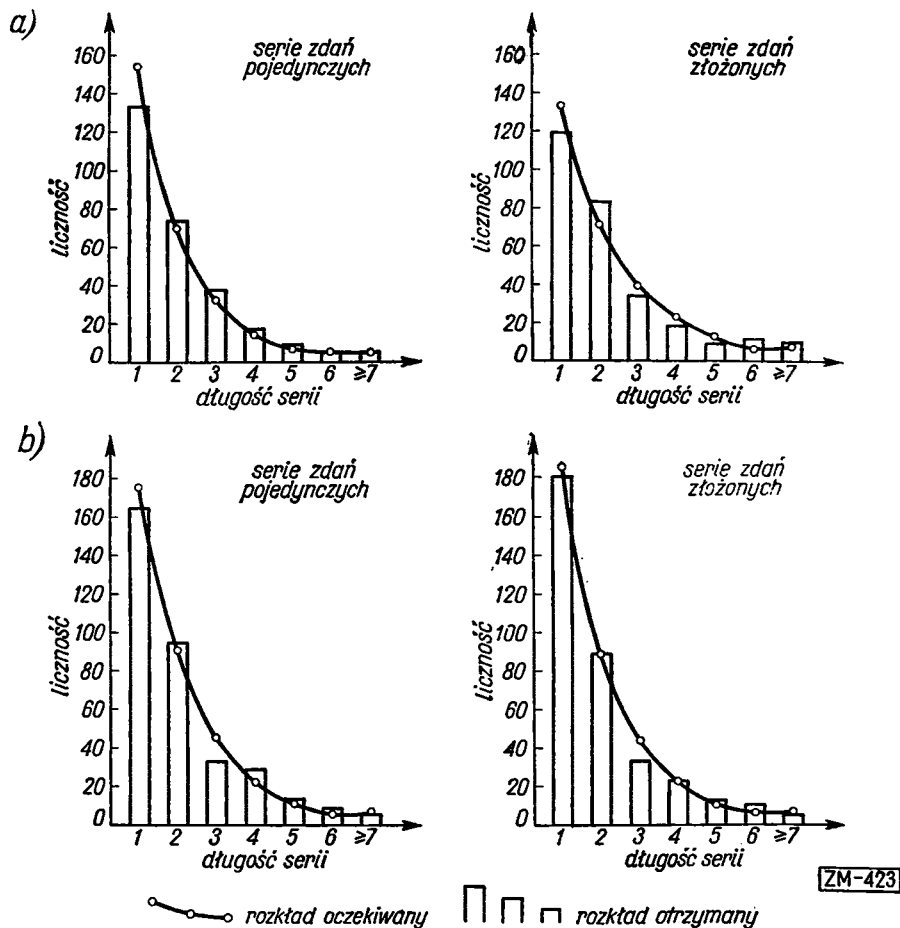 a)
serie zdań
pojedynczych
160
140
120
100
80
60
40
20
0
liczność
1 2 3 4 5 6 ≥7
długość serii
serie zdań
złożonych
160
140
120
100
80
60
40
20
0
liczność
1 2 3 4 5 6 ≥7
długość serii
b)
serie zdań
pojedynczych
180
160
140
120
100
80
60
40
20
0
liczność
1 2 3 4 5 6 ≥7
długość serii
serie zdań
złożonych
180
160
140
120
100
80
60
40
20
0
liczność
1 2 3 4 5 6 ≥7
długość serii
ZM-423
rozkład oczekiwany
rozkład otrzymany